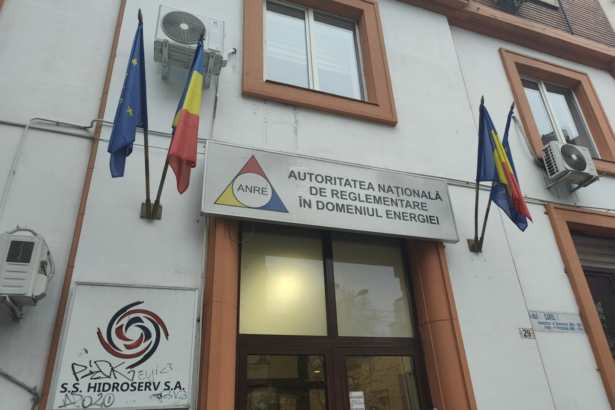 ANRE
AUTORITATEA NAȚIONALĂ
DE REGLEMENTARE
ÎN DOMENIUL ENERGIEI
S.S. HIDROSERV S.A.
29